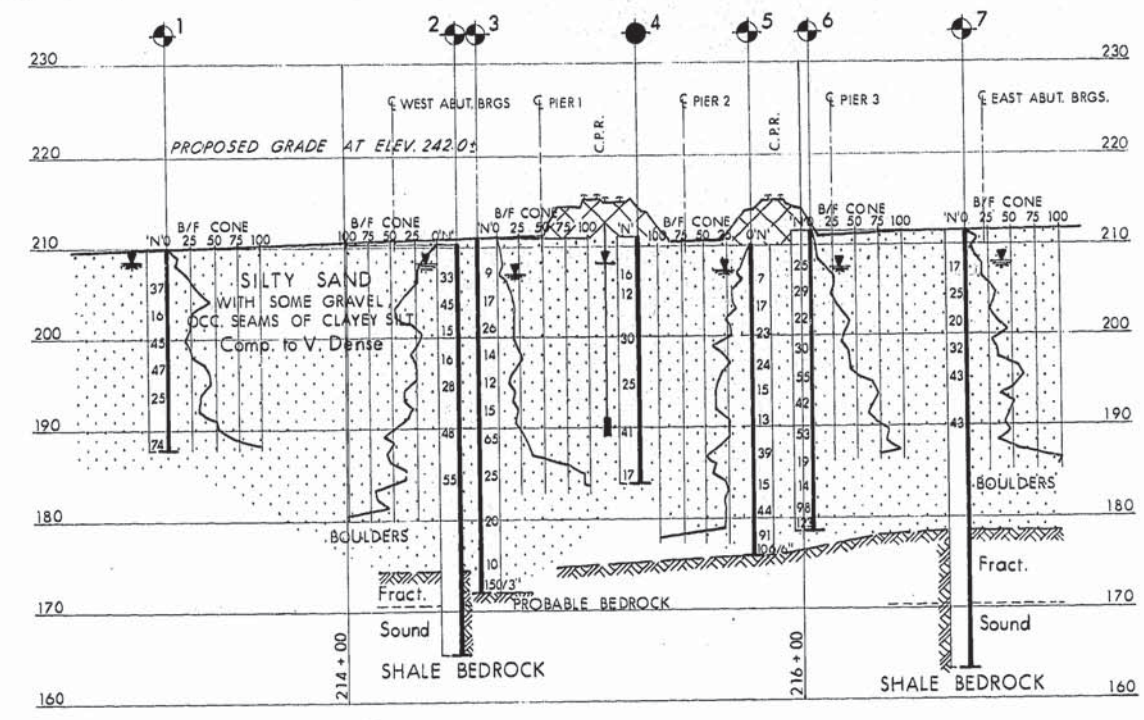 1 2 3 4 5 6 7
230 230
℄ WEST ABUT. BRGS ℄ PIER 1 C.P.R. ℄ PIER 2 C.P.R. ℄ PIER 3 ℄ EAST ABUT. BRGS.
220 PROPOSED GRADE AT ELEV. 242.0± 220
B/F CONE B/F CONE B/F CONE B/F CONE B/F CONE B/F CONE
'N' 0 25 50 75 100
100 75 50 25 0 'N'
'N' 0 25 50 75 100
'N'
100 75 50 25 0 'N'
'N' 0 25 50 75 100
'N' 0 25 50 75 100
210 210
SILTY SAND
WITH SOME GRAVEL,
OCC. SEAMS OF CLAYEY SILT
Comp. to V. Dense
200 200
190 190
180 180
170 170
160 160
37
16
45
47
25
74
33
45
15
16
28
48
55
9
17
26
14
12
15
65
25
20
10
150/3"
16
12
30
25
41
17
7
17
23
24
15
13
39
15
44
91
106/6"
25
29
22
30
55
42
53
19
14
98
123
17
25
20
32
43
43
BOULDERS
BOULDERS
Fract.
Sound
SHALE BEDROCK
PROBABLE BEDROCK
Fract.
Sound
SHALE BEDROCK
214 + 00
216 + 00